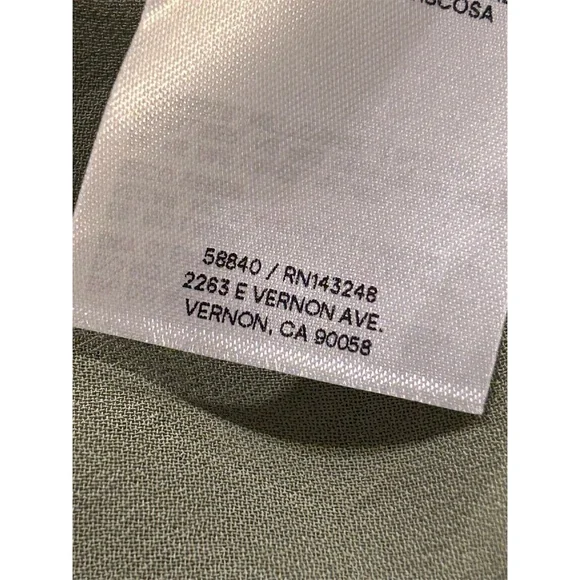 58840 / RN143248
2263 E VERNON AVE.
VERNON, CA 90058